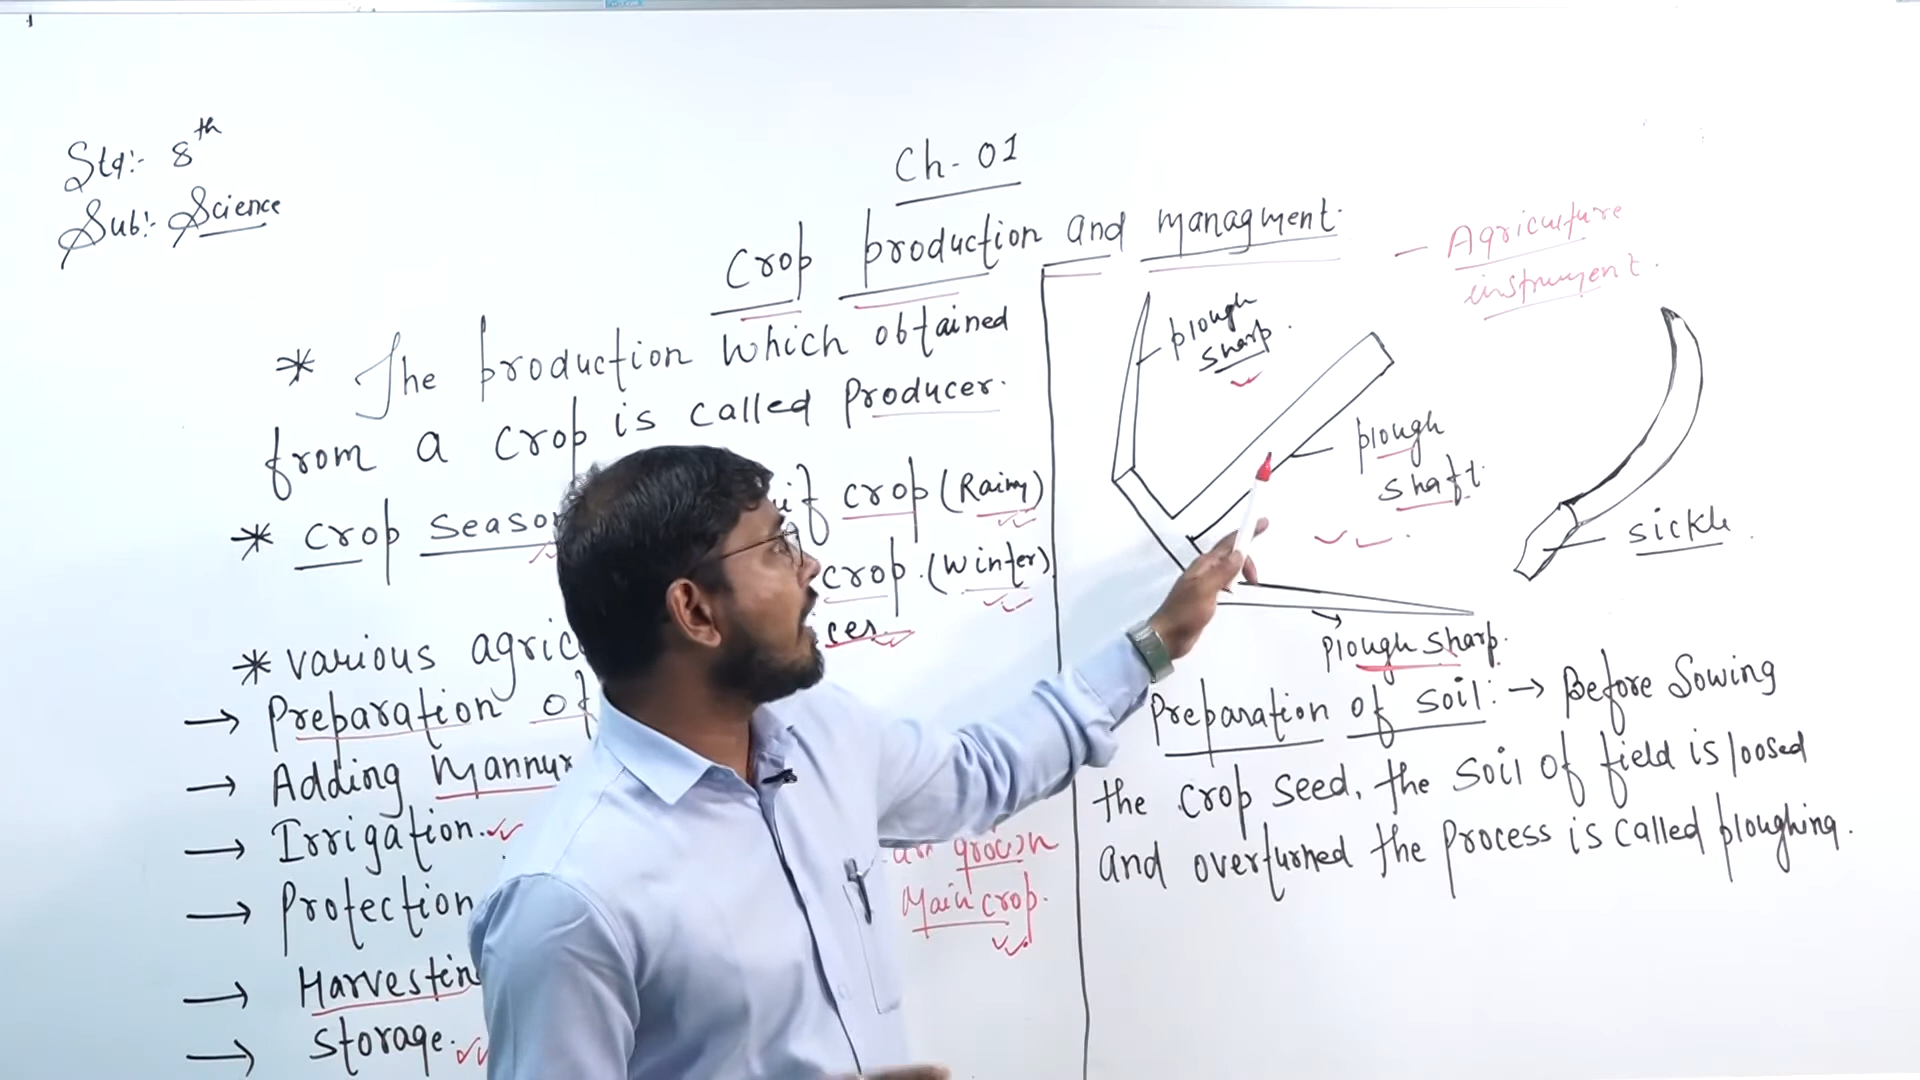 Std:- 8th
Sub:- Science
Ch-01
Crop production and managment.
* The production which obtained
from a crop is called Producer.
* crop season
crop (Rainy)
crop. (Winter)
* various agric
ces
→ Preparation of
→ Adding Mannur
→ Irrigation.
→ Protection
→ Harvestin
→ Storage.
grown
Main crop.
- Agriculture
instrument.
plough
sharp.
plough
shaft.
sickle.
Plough sharp.
Preparation of soil:→ Before Sowing
the crop seed, the soil of field is loosed
and overturned the process is called ploughing.